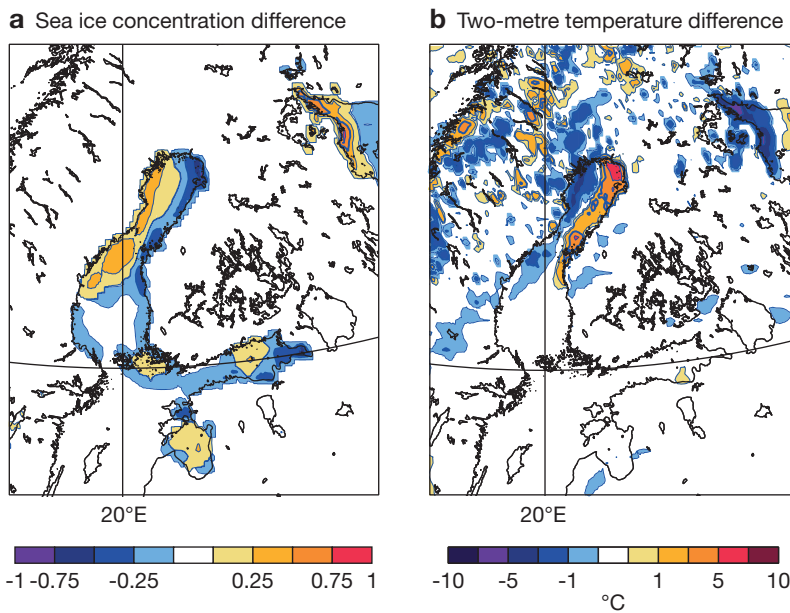 a Sea ice concentration difference
b Two-metre temperature difference
20°E
20°E
-1 -0.75 -0.25 0.25 0.75 1
-10 -5 -1 1 5 10
°C